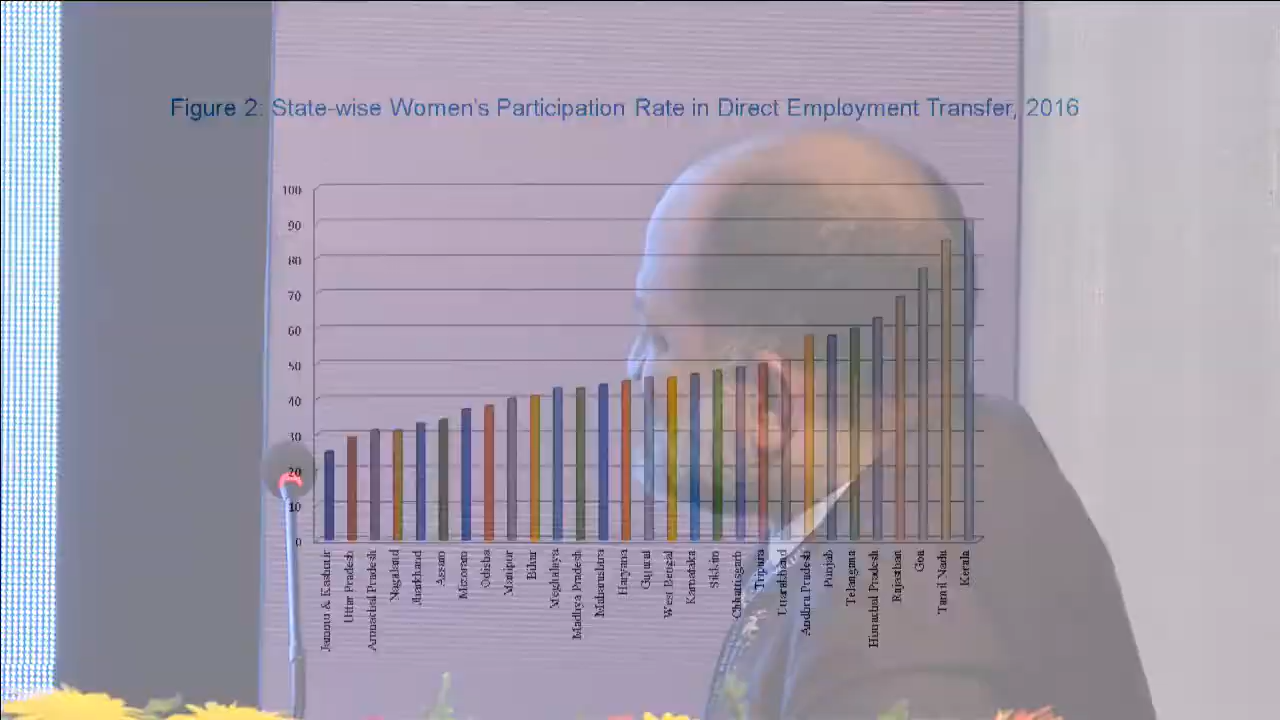 Figure 2: State-wise Women's Participation Rate in Direct Employment Transfer, 2016
100
90
80
70
60
50
40
30
20
10
0
Jammu & Kashmir
Uttar Pradesh
Arunachal Pradesh
Nagaland
Jharkhand
Assam
Mizoram
Odisha
Manipur
Bihar
Meghalaya
Madhya Pradesh
Maharashtra
Haryana
Gujarat
West Bengal
Karnataka
Sikkim
Chhattisgarh
Tripura
Uttarakhand
Andhra Pradesh
Punjab
Telangana
Himachal Pradesh
Rajasthan
Goa
Tamil Nadu
Kerala